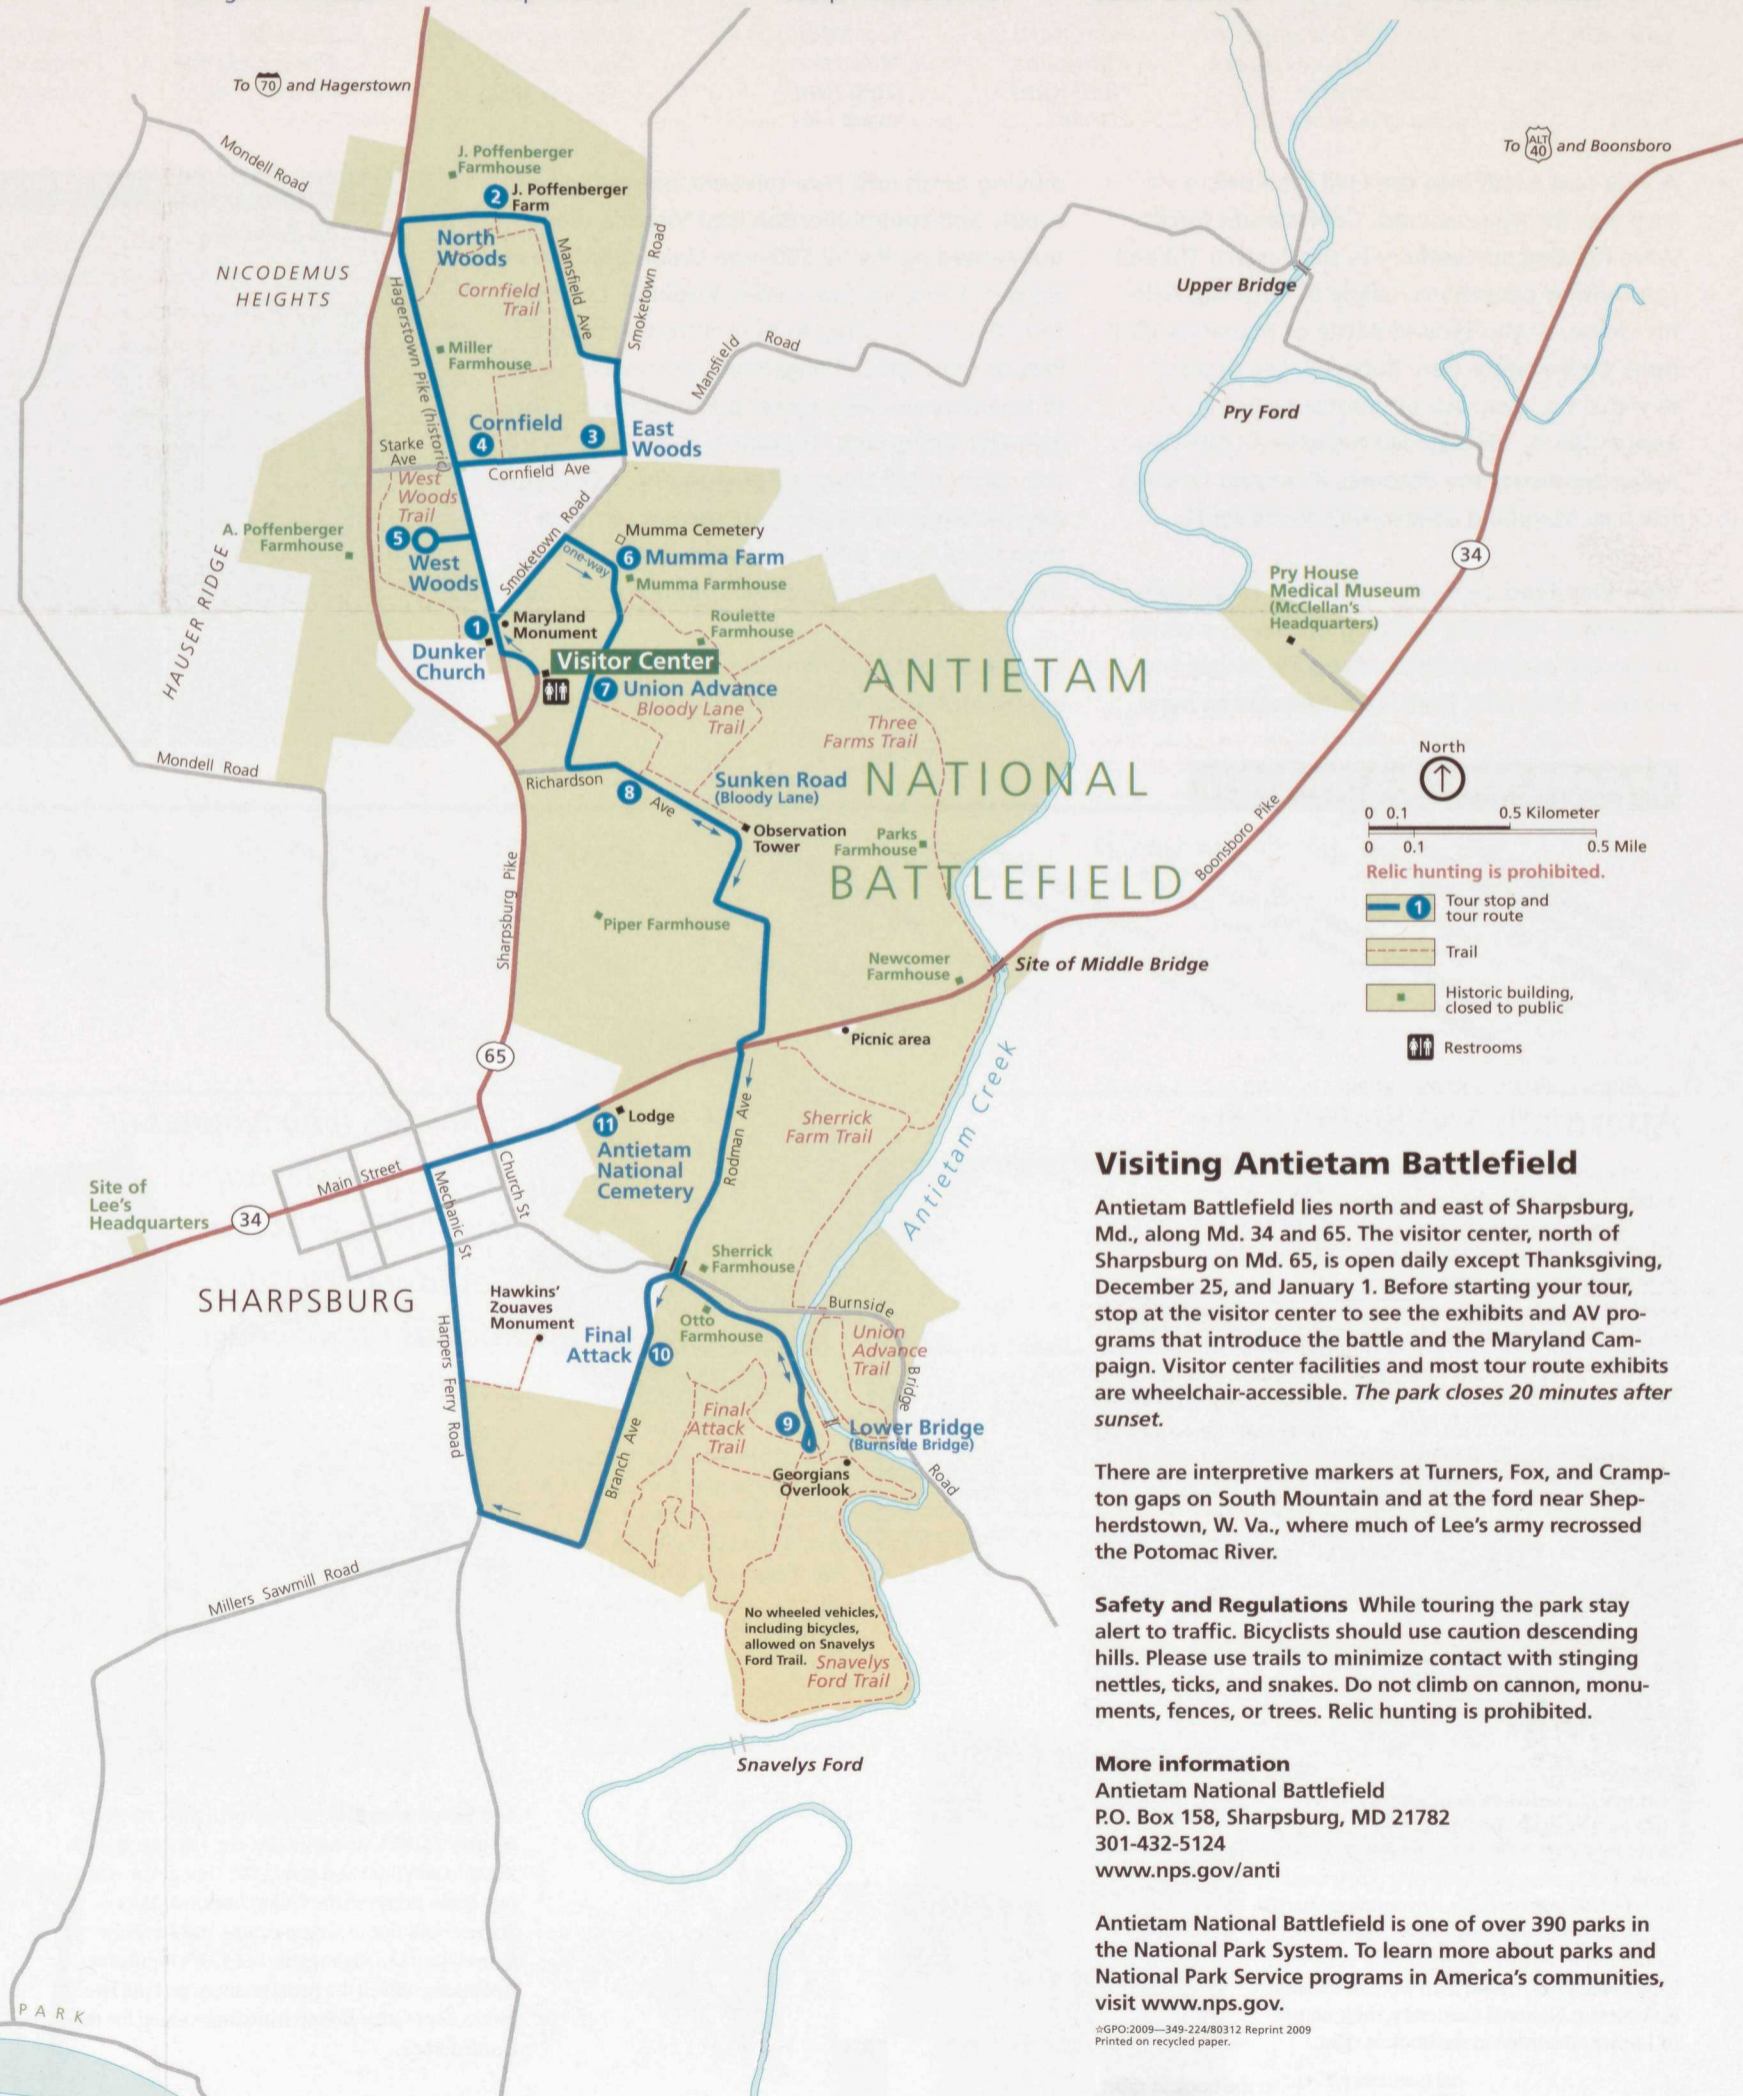 To 70 and Hagerstown
Mondell Road
J. Poffenberger
Farmhouse
2 J. Poffenberger
Farm
To ALT 40 and Boonsboro
North
Woods
Mansfield Ave
Smoketown Road
NICODEMUS
HEIGHTS
Cornfield
Trail
Hagerstown Pike (historic)
Miller
Farmhouse
Mansfield Road
Upper Bridge
Pry Ford
Cornfield
4
3
East
Woods
Starke
Ave
Cornfield Ave
West
Woods
Trail
A. Poffenberger
Farmhouse
5
West
Woods
Smoketown Road
one-way
Mumma Cemetery
6 Mumma Farm
Mumma Farmhouse
HAUSER RIDGE
34
Pry House
Medical Museum
(McClellan's
Headquarters)
1
Maryland
Monument
Roulette
Farmhouse
Dunker
Church
Visitor Center
7 Union Advance
Bloody Lane
Trail
Three
Farms Trail
ANTIETAM
NATIONAL
BATTLEFIELD
Mondell Road
Richardson Ave
8
Sunken Road
(Bloody Lane)
Observation
Tower
Parks
Farmhouse
Boonsboro Pike
North
0 0.1 0.5 Kilometer
0 0.1 0.5 Mile
Relic hunting is prohibited.
1
Tour stop and
tour route
Trail
Historic building,
closed to public
Restrooms
Sharpsburg Pike
Piper Farmhouse
Newcomer
Farmhouse
Site of Middle Bridge
Picnic area
65
Antietam Creek
Lodge
11
Antietam
National
Cemetery
Rodman Ave
Sherrick
Farm Trail
Main Street
Church St
Mechanic St
Site of
Lee's
Headquarters
34
SHARPSBURG
Sherrick
Farmhouse
Hawkins'
Zouaves
Monument
Final
Attack
10
Otto
Farmhouse
Burnside Bridge Road
Union
Advance
Trail
Harpers Ferry Road
Final
Attack
Trail
9
Lower Bridge
(Burnside Bridge)
Branch Ave
Georgians
Overlook
Millers Sawmill Road
No wheeled vehicles,
including bicycles,
allowed on Snavelys
Ford Trail.
Snavelys
Ford Trail
Snavelys Ford
PARK
Visiting Antietam Battlefield
Antietam Battlefield lies north and east of Sharpsburg,
Md., along Md. 34 and 65. The visitor center, north of
Sharpsburg on Md. 65, is open daily except Thanksgiving,
December 25, and January 1. Before starting your tour,
stop at the visitor center to see the exhibits and AV pro-
grams that introduce the battle and the Maryland Cam-
paign. Visitor center facilities and most tour route exhibits
are wheelchair-accessible. The park closes 20 minutes after
sunset.
There are interpretive markers at Turners, Fox, and Cramp-
ton gaps on South Mountain and at the ford near Shep-
herdstown, W. Va., where much of Lee's army recrossed
the Potomac River.
Safety and Regulations While touring the park stay
alert to traffic. Bicyclists should use caution descending
hills. Please use trails to minimize contact with stinging
nettles, ticks, and snakes. Do not climb on cannon, monu-
ments, fences, or trees. Relic hunting is prohibited.
More information
Antietam National Battlefield
P.O. Box 158, Sharpsburg, MD 21782
301-432-5124
www.nps.gov/anti
Antietam National Battlefield is one of over 390 parks in
the National Park System. To learn more about parks and
National Park Service programs in America's communities,
visit www.nps.gov.
☆GPO:2009—349-224/80312 Reprint 2009
Printed on recycled paper.